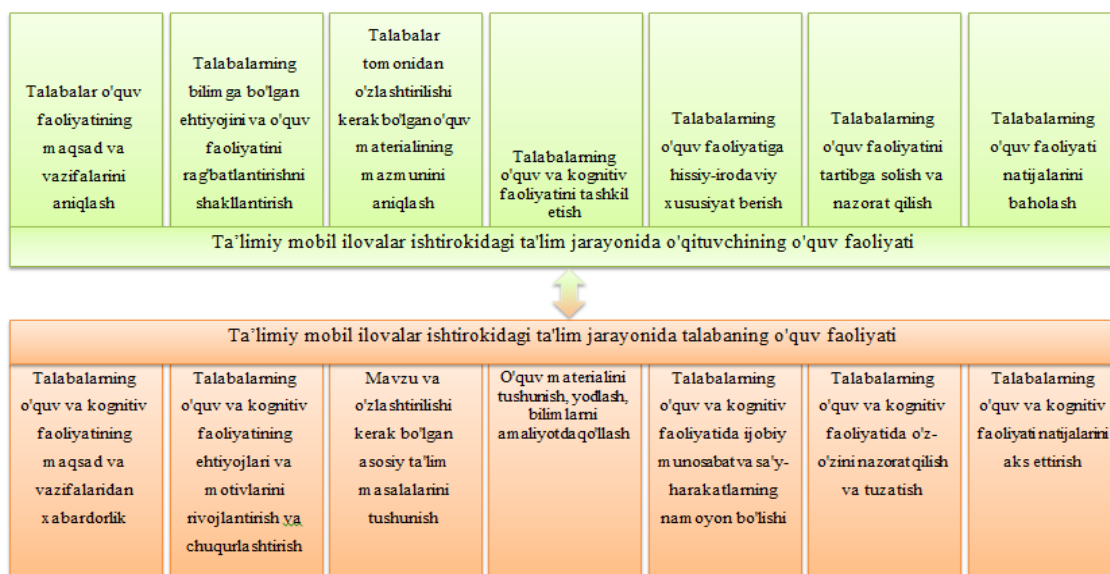 Talabalar o'quv
faoliyatining
maqsad va
vazifalarini
aniqlash
Talabalarning
bilimga bo'lgan
ehtiyojini va o'quv
faoliyatini
rag'batlantirishni
shakllantirish
Talabalar
tomonidan
o'zlashtirilishi
kerak bo'lgan o'quv
materialining
mazmunini
aniqlash
Talabalarning
o'quv va kognitiv
faoliyatini tashkil
etish
Talabalarning
o'quv faoliyatiga
hissiy-irodaviy
xususiyat berish
Talabalarning
o'quv faoliyatini
tartibga solish va
nazorat qilish
Talabalarning
o'quv faoliyati
natijalarini
baholash
Ta’limiy mobil ilovalar ishtirokidagi ta'lim jarayonida o'qituvchining o'quv faoliyati
Ta’limiy mobil ilovalar ishtirokidagi ta'lim jarayonida talabaning o'quv faoliyati
Talabalarning
o'quv va kognitiv
faoliyatining
maqsad va
vazifalaridan
xabardorlik
Talabalarning
o'quv va kognitiv
faoliyatining
ehtiyojlari va
motivlarini
rivojlantirish va
chuqurlashtirish
Mavzu va
o'zlashtirilishi
kerak bo'lgan
asosiy ta'lim
masalalarini
tushunish
O'quv materialini
tushunish, yodlash,
bilimlarni
amaliyotda qo'llash
Talabalarning
o'quv va kognitiv
faoliyatida ijobiy
munosabat va sa'y-
harakatlarning
namoyon bo'lishi
Talabalarning
o'quv va kognitiv
faoliyatida o'z-
o'zini nazorat qilish
va tuzatish
Talabalarning
o'quv va kognitiv
faoliyati natijalarini
aks ettirish